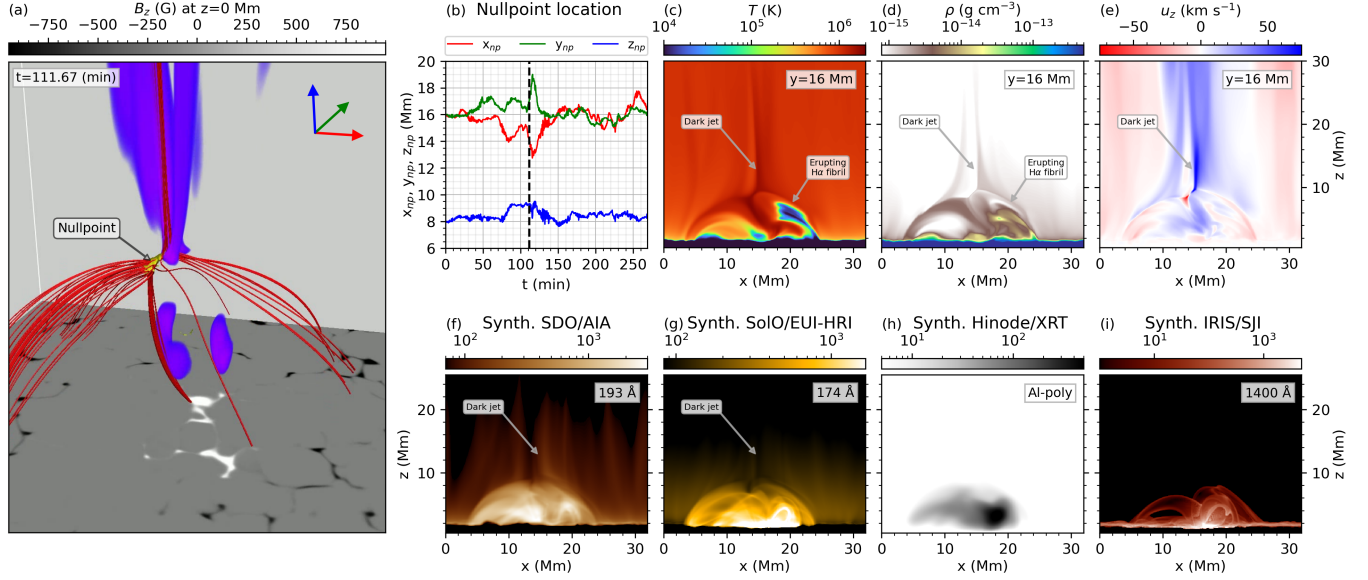 (a)
B_z (G) at z=0 Mm
−750 −500 −250 0 250 500 750
t=111.67 (min)
Nullpoint
(b) Nullpoint location
x_np y_np z_np
x_np, y_np, z_np (Mm)
20
18
16
14
12
10
8
6
0 50 100 150 200 250
t (min)
(c) T (K)
10^4 10^5 10^6
y=16 Mm
Dark jet
Erupting
Hα fibril
0 10 20 30
x (Mm)
(d) ρ (g cm^−3)
10^−15 10^−14 10^−13
y=16 Mm
Dark jet
Erupting
Hα fibril
0 10 20 30
x (Mm)
(e) u_z (km s^−1)
−50 0 50
y=16 Mm
Dark jet
30
20
10
z (Mm)
0 10 20 30
x (Mm)
(f) Synth. SDO/AIA
10^2 10^3
193 Å
Dark jet
20
10
0
z (Mm)
0 10 20 30
x (Mm)
(g) Synth. SolO/EUI-HRI
10^2 10^3
174 Å
Dark jet
0 10 20 30
x (Mm)
(h) Synth. Hinode/XRT
10^1 10^2
Al-poly
0 10 20 30
x (Mm)
(i) Synth. IRIS/SJI
10^1 10^3
1400 Å
20
10
0
z (Mm)
0 10 20 30
x (Mm)